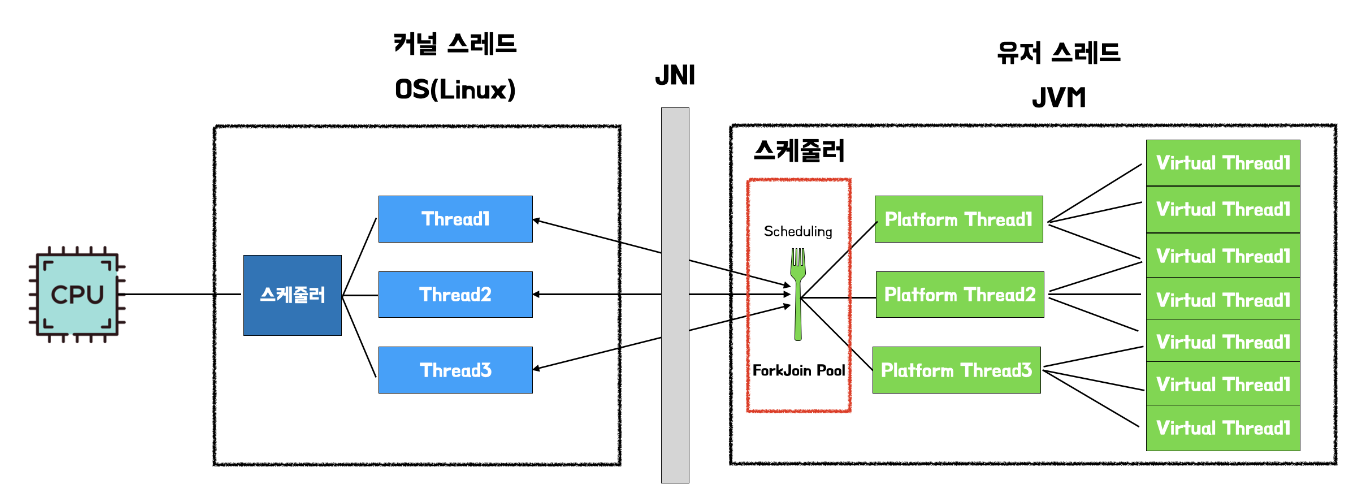 커널 스레드
OS(Linux)
JNI
유저 스레드
JVM
CPU
스케줄러
Thread1
Thread2
Thread3
스케줄러
Scheduling
ForkJoin Pool
Platform Thread1
Platform Thread2
Platform Thread3
Virtual Thread1
Virtual Thread1
Virtual Thread1
Virtual Thread1
Virtual Thread1
Virtual Thread1
Virtual Thread1